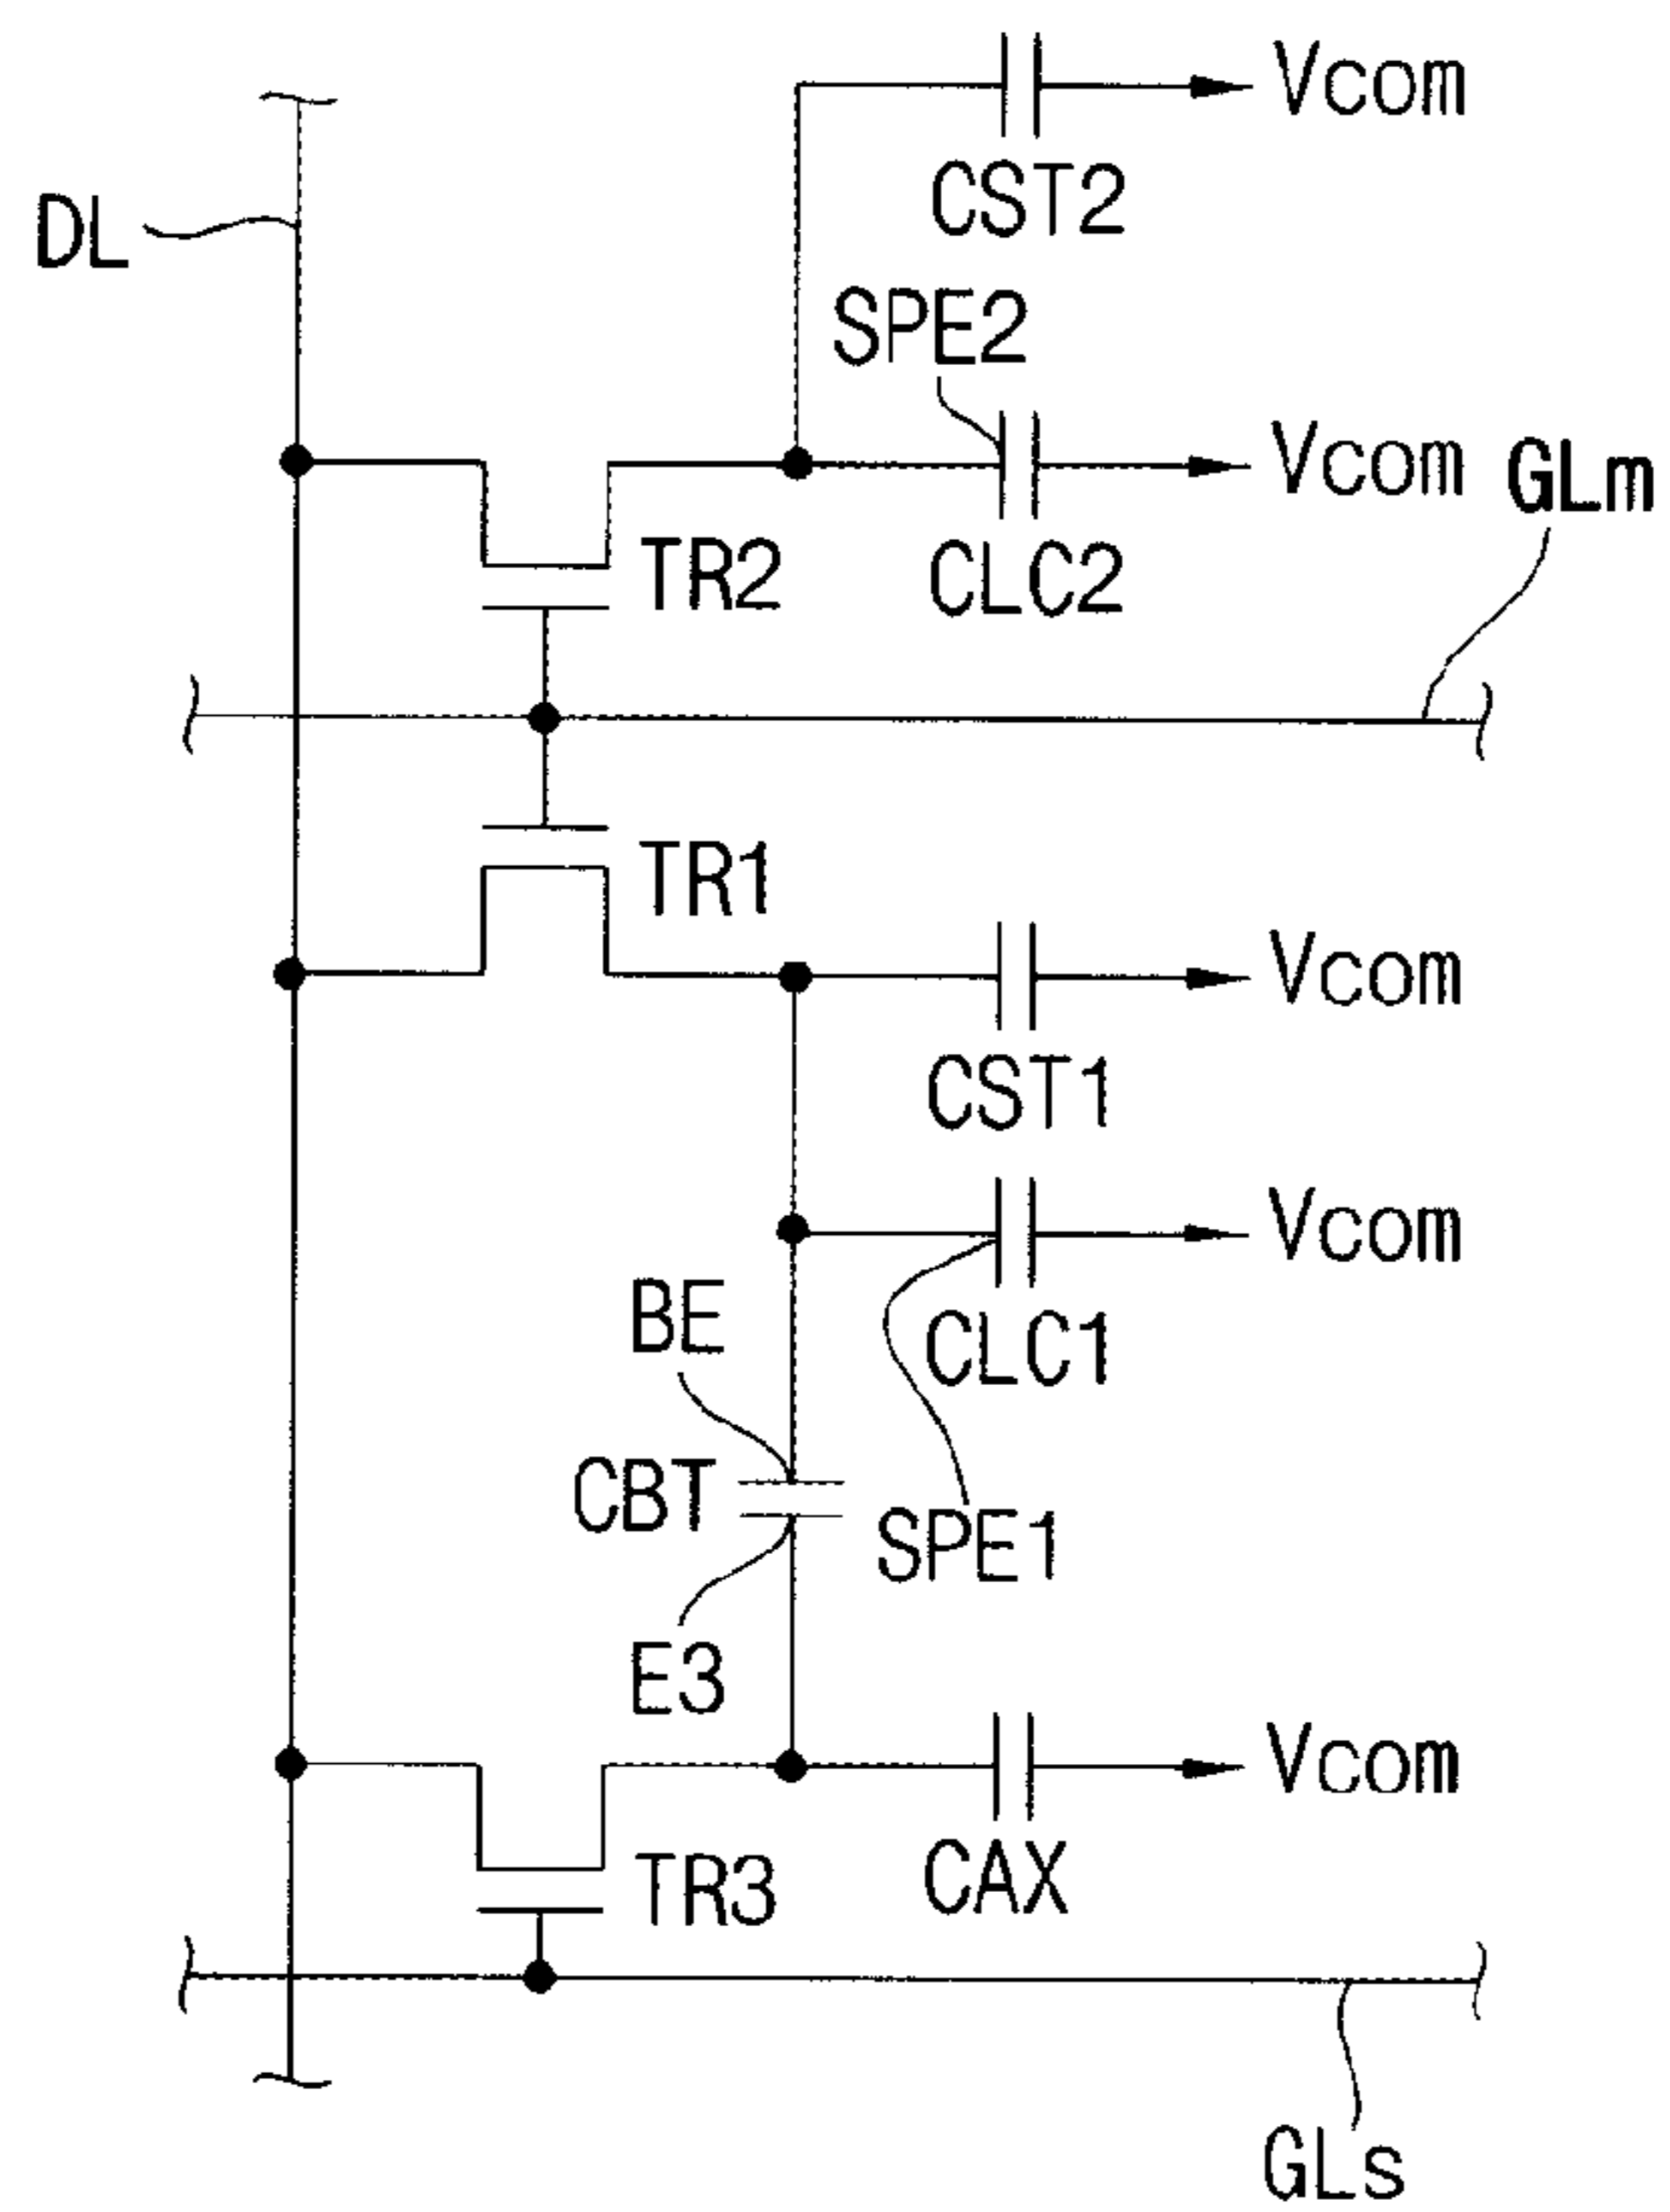 Vcom
CST2
DL
SPE2
Vcom
GLm
TR2
CLC2
TR1
Vcom
CST1
Vcom
BE
CLC1
CBT
SPE1
E3
Vcom
TR3
CAX
GLs